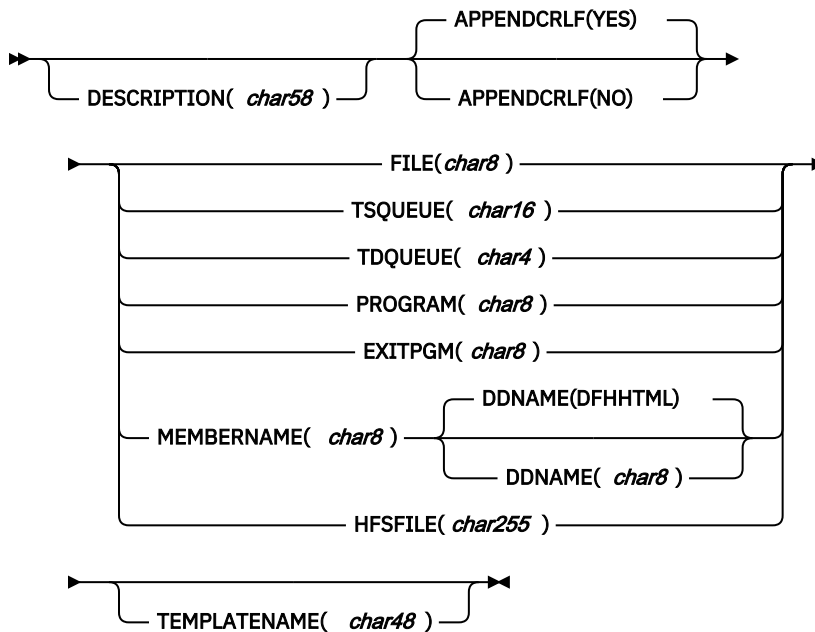 APPENDCRLF(YES)
DESCRIPTION( char58 )
APPENDCRLF(NO)
FILE(char8 )
TSQUEUE( char16 )
TDQUEUE( char4 )
PROGRAM( char8 )
EXITPGM( char8 )
DDNAME(DFHHTML)
MEMBERNAME( char8 )
DDNAME( char8 )
HFSFILE( char255 )
TEMPLATENAME( char48 )